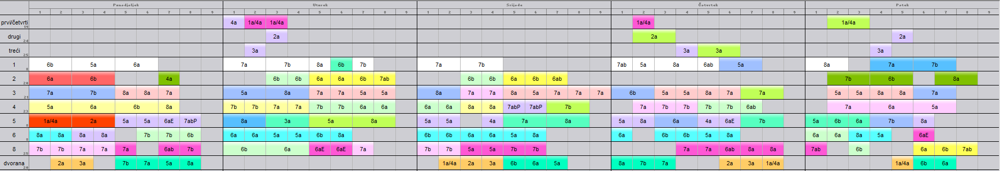 Ponedjeljak Utorak Srijeda Četvrtak Petak
1 2 3 4 5 6 7 8 9 1 2 3 4 5 6 7 8 9 1 2 3 4 5 6 7 8 9 1 2 3 4 5 6 7 8 9 1 2 3 4 5 6 7 8 9
prvi/četvrti 19 4a 1a/4a 1a/4a 1a/4a 1a/4a
drugi 24 2a 2a 2a
treći 25 3a 3a 3a 3a
1 8 6b 5a 6a 7a 7b 8a 6b 7b 7a 7b 7ab 5a 8a 6ab 5a 8a 7a 7b
2 20 6a 6b 4a 6b 6b 6a 6a 6b 7ab 6b 6b 6a 6b 6ab 7b 6b 8a
3 21 7a 7b 8a 8a 7a 5a 8a 7a 7a 5a 5a 8a 7a 7a 8a 5a 7a 7a 7a 6b 5a 5a 8a 7a 7a 5a 5a 8a 8a 7a
4 23 5a 6a 6b 8a 7b 7b 7a 7a 7b 7b 6a 6a 6a 6a 8a 8a 7abP 7abP 7b 7a 7b 7b 7b 7b 6ab 7a 6a 5a
5 8 1a/4a 2a 5a 5a 6aE 7abP 8a 3a 5a 8a 5a 5a 4a 7a 8a 5a 8a 6a 4a 6aE 7b 5a 6b 6a 7b 8a
6 8 8a 8a 8a 8a 7b 7b 6b 6a 6a 5a 5a 6b 8a 6b 6b 6a 6a 5a 8a 6a 6b 6b 5a 8a 6a 6a 8a 5a 6aE
8 25 7b 7b 7a 7a 7a 6ab 7b 6b 6a 6aE 6aE 7a 7b 7b 5a 5a 7b 7b 7a 7a 6ab 8a 8a 7ab 6b 6a 6b 7ab
dvorana 20 2a 3a 7b 7a 5a 8a 1a/4a 2a 3a 6b 6a 5a 8a 7b 7a 2a 3a 1a/4a 1a/4a 6b 6a